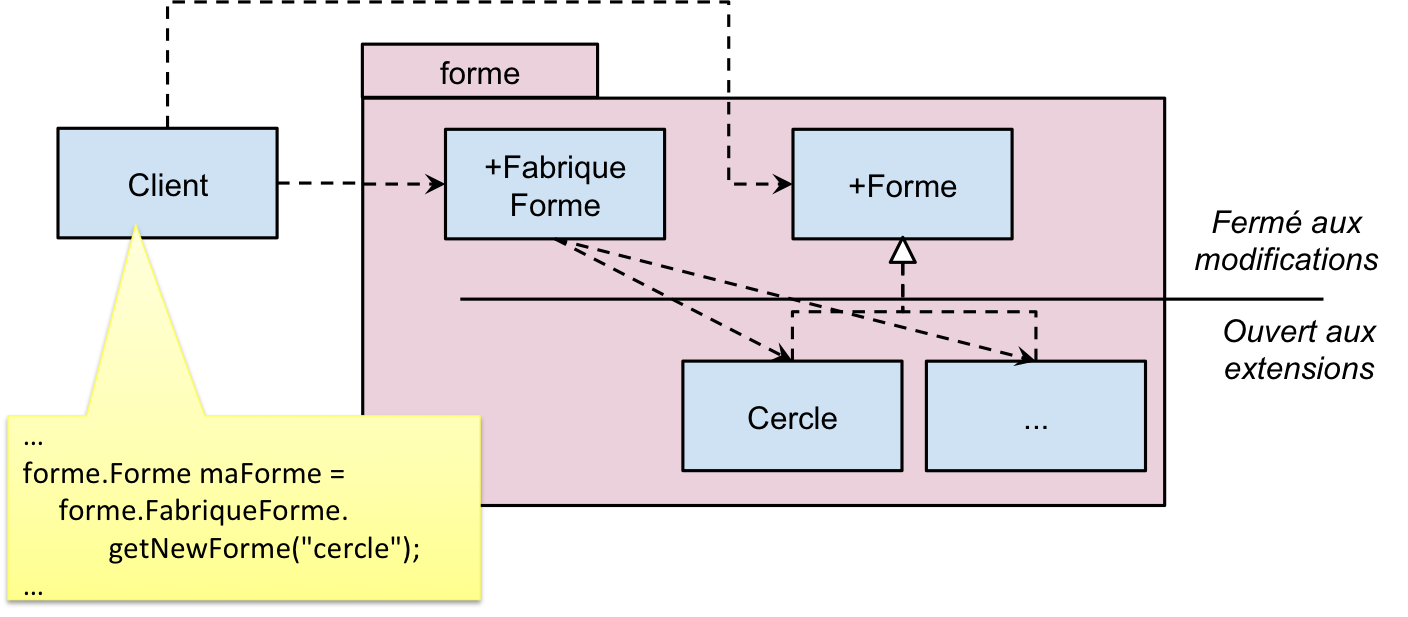 forme
Client
+Fabrique
Forme
+Forme
Fermé aux
modifications
Ouvert aux
extensions
Cercle
...
...
forme.Forme maForme =
forme.FabriqueForme.
getNewForme("cercle");
...